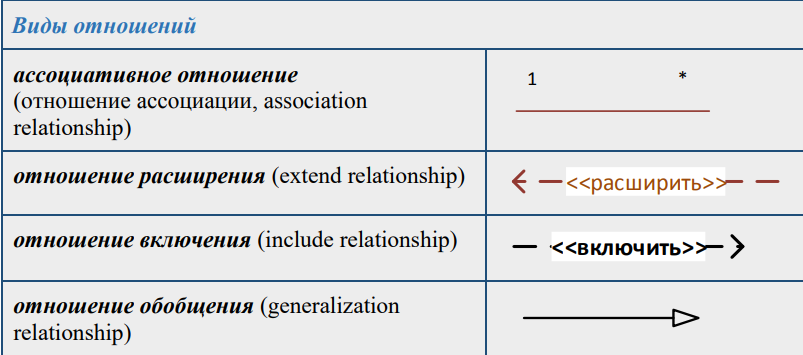 Виды отношений
ассоциативное отношение
(отношение ассоциации, association
relationship)
1 *
отношение расширения (extend relationship)
<<расширить>>
отношение включения (include relationship)
<<включить>>
отношение обобщения (generalization
relationship)